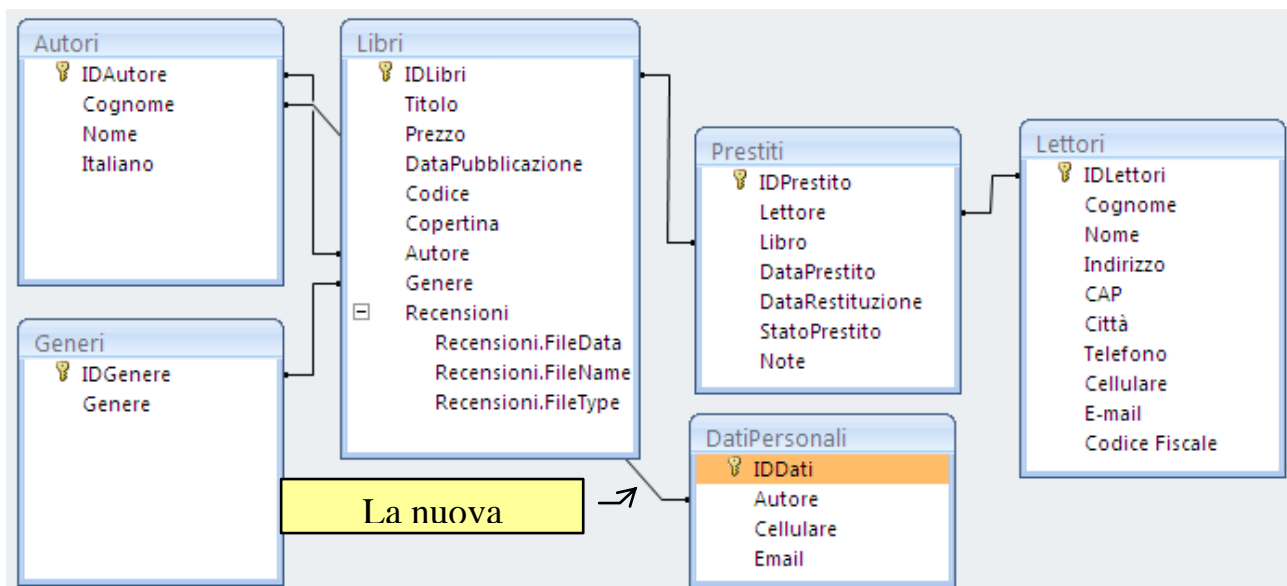 Autori
IDAutore
Cognome
Nome
Italiano
Libri
IDLibri
Titolo
Prezzo
DataPubblicazione
Codice
Copertina
Autore
Genere
Recensioni
Recensioni.FileData
Recensioni.FileName
Recensioni.FileType
Prestiti
IDPrestito
Lettore
Libro
DataPrestito
DataRestituzione
StatoPrestito
Note
Lettori
IDLettori
Cognome
Nome
Indirizzo
CAP
Città
Telefono
Cellulare
E-mail
Codice Fiscale
Generi
IDGenere
Genere
DatiPersonali
IDDati
Autore
Cellulare
Email
La nuova